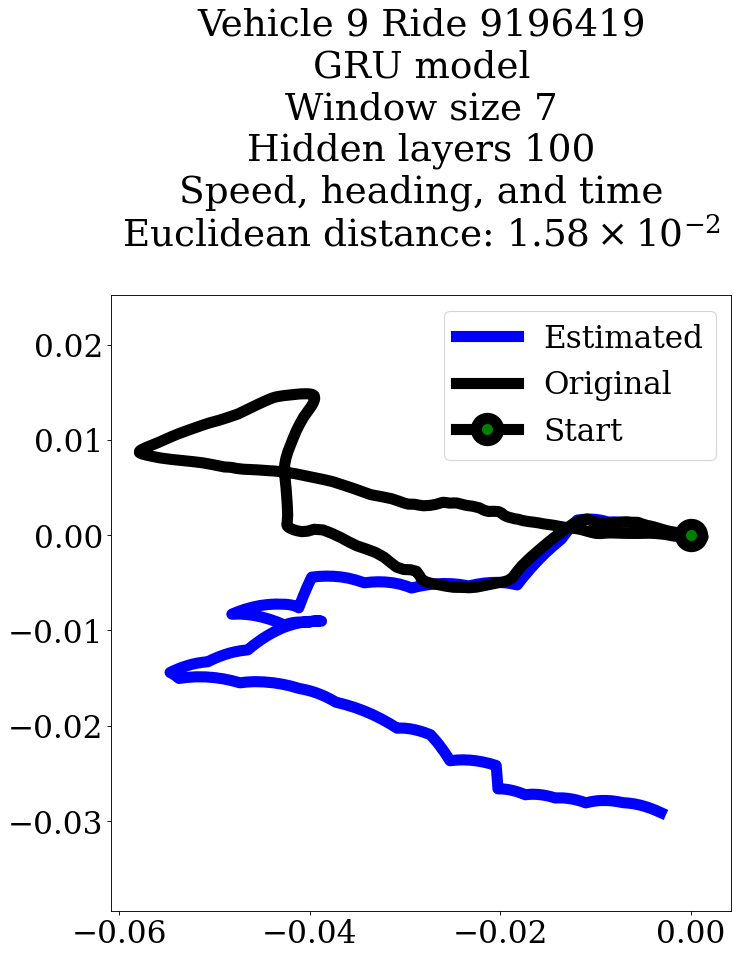 Vehicle 9 Ride 9196419
GRU model
Window size 7
Hidden layers 100
Speed, heading, and time
Euclidean distance: 1.58 × 10⁻²
Estimated
Original
Start
0.02
0.01
0.00
−0.01
−0.02
−0.03
−0.06 −0.04 −0.02 0.00